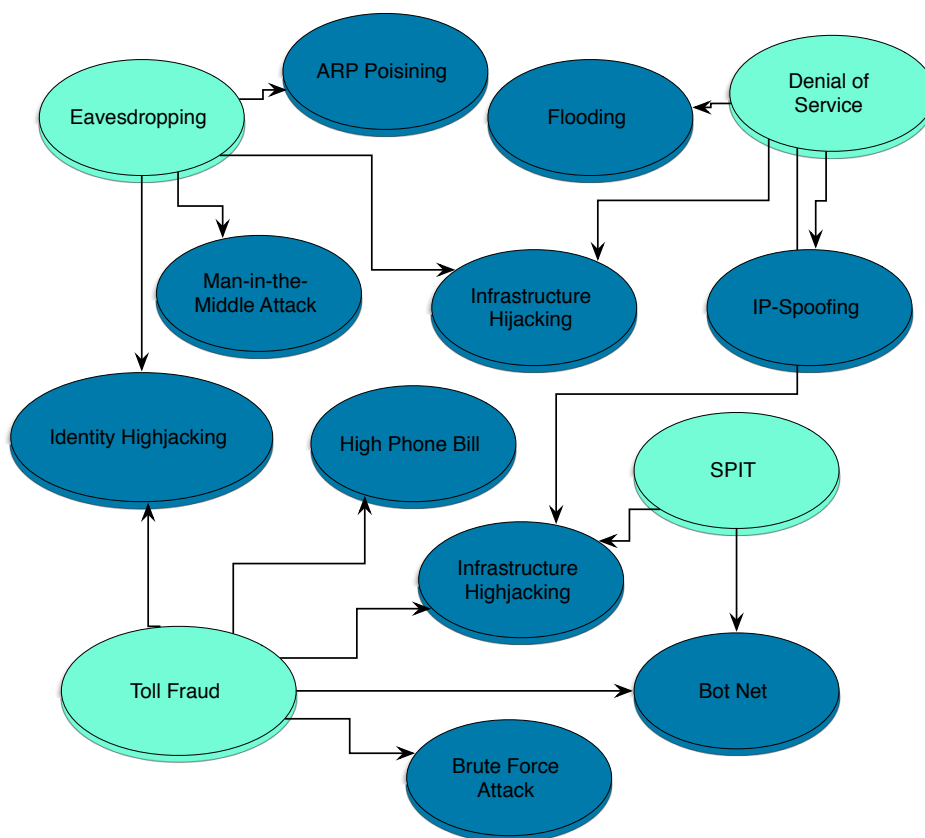 ARP Poisining
Denial of
Service
Eavesdropping
Flooding
Man-in-the-
Middle Attack
Infrastructure
Hijacking
IP-Spoofing
Identity Highjacking
High Phone Bill
SPIT
Infrastructure
Highjacking
Toll Fraud
Bot Net
Brute Force
Attack